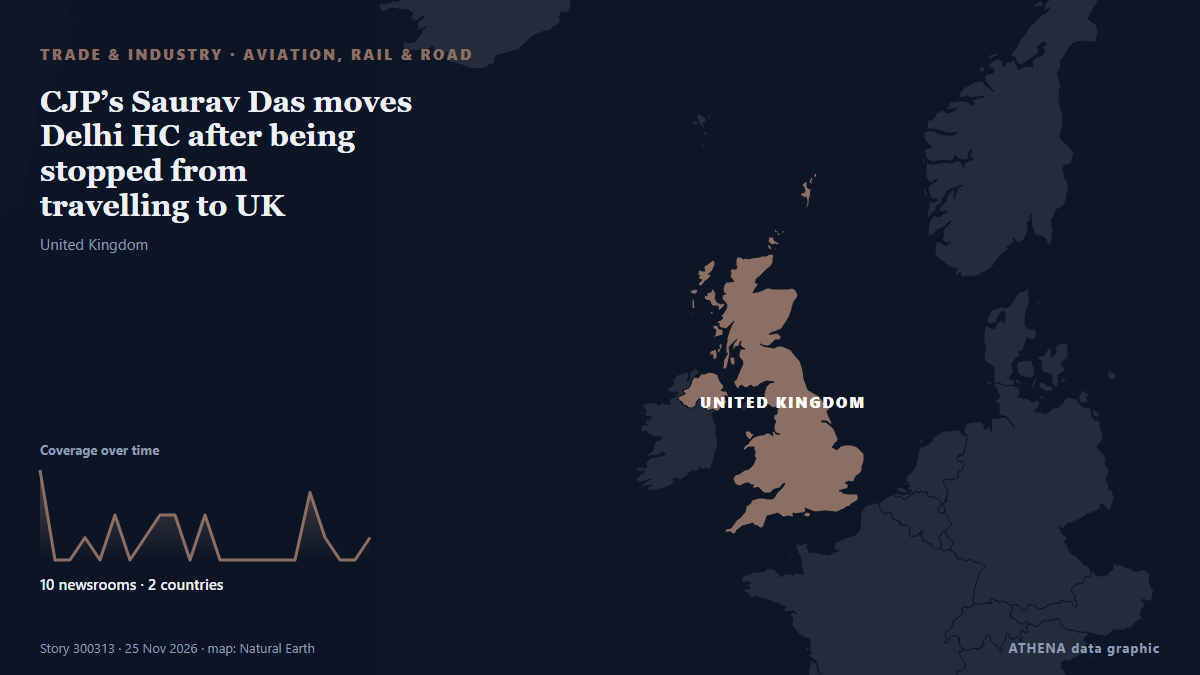 TRADE & INDUSTRY · AVIATION, RAIL & ROAD
CJP’s Saurav Das moves
Delhi HC after being
stopped from
travelling to UK
United Kingdom
UNITED KINGDOM
Coverage over time
10 newsrooms · 2 countries
Story 300313 · 25 Nov 2026 · map: Natural Earth
ATHENA data graphic